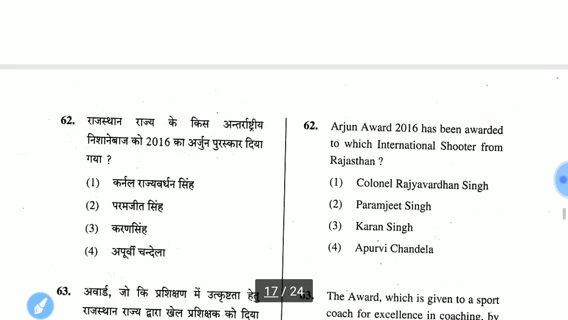 62. राजस्थान राज्य के किस अन्तर्राष्ट्रीय
निशानेबाज को 2016 का अर्जुन पुरस्कार दिया
गया ?
(1) कर्नल राज्यवर्धन सिंह
(2) परमजीत सिंह
(3) करणसिंह
(4) अपूर्वी चन्देला
63. अवार्ड, जो कि प्रशिक्षण में उत्कृष्टता हेतु
राजस्थान राज्य द्वारा खेल प्रशिक्षक को दिया
62. Arjun Award 2016 has been awarded
to which International Shooter from
Rajasthan ?
(1) Colonel Rajyavardhan Singh
(2) Paramjeet Singh
(3) Karan Singh
(4) Apurvi Chandela
63. The Award, which is given to a sport
coach for excellence in coaching, by
17 / 24